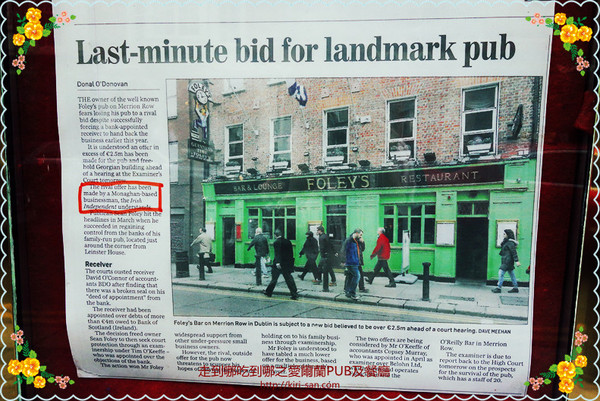 Last-minute bid for landmark pub
Donal O'Donovan
THE owner of the well known
Foley's pub on Merrion Row
fears losing his pub to a rival
bid despite successfully
forcing a bank-appointed
receiver to hand back the
business earlier this year.
It is understood an offer in
excess of €2.5m has been
made for the pub and free-
hold Georgian building ahead
of a hearing at the Examiner's
Court tomorrow.
The rival offer has been
made by a Monaghan-based
businessman, the Irish
Independent understands.
Sean Foley hit the
headlines in March when he
succeeded in regaining
control from the banks of his
family-run pub, located just
around the corner from
Leinster House.
Receiver
The courts ousted receiver
David O'Connor of account-
ants BDO after finding that
there was a broken seal on his
"deed of appointment" from
the bank.
The receiver had been
appointed over debts of more
than €4m owed to Bank of
Scotland (Ireland).
The decision freed owner
Sean Foley to then seek court
protection through an exam-
inership under Tim O'Keeffe –
who was appointed over the
objections of the bank.
The action won Mr Foley
BAR & LOUNGE
FOLEY'S
RESTAURANT
Foley's Bar on Merrion Row in Dublin is subject to a new bid believed to be over €2.5m ahead of a court hearing. DAVE MEEHAN
widespread support from
other under-pressure small
business owners.
However, the rival, outside
offer for the pub now
hopes of
holding on to his family busi-
ness through examinership.
Mr Foley is understood to
have tabled a much lower
offer for the business, based
The two offers are being
considered by Mr O'Keeffe of
accountants Copsey Murray,
who was appointed in April as
examiner to Ltd,
operates
O'Reilly Bar in Merrion
Row.
The examiner is due to
report back to the High Court
tomorrow on the prospects
for the survival of the pub,
which has a staff of 20.
走到哪吃到哪之愛爾蘭PUB及餐廳
http://kiri-san.com/